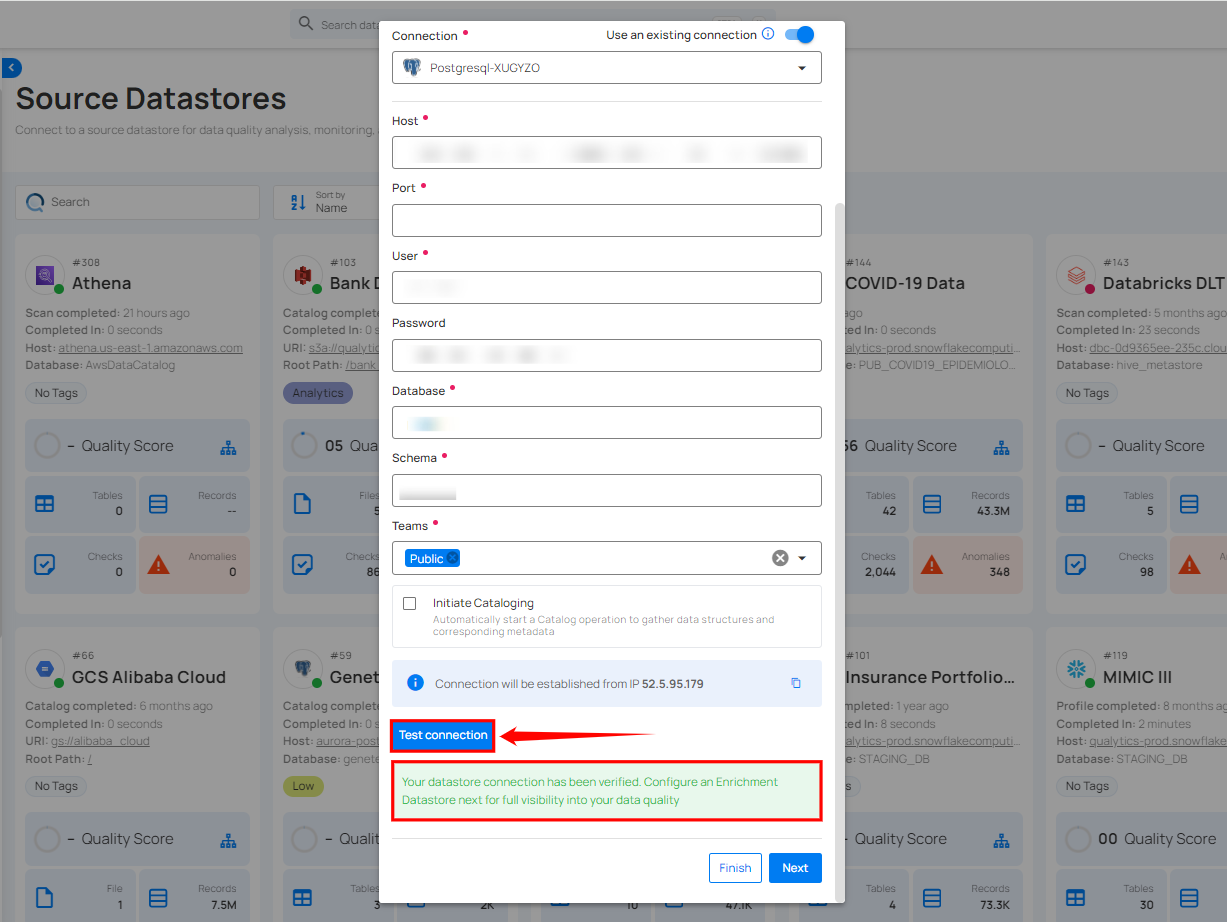 Search data
Connection *
Use an existing connection
Postgresql-XUGYZO
Source Datastores
Connect to a source datastore for data quality analysis, monitoring,
Host *
Port *
User *
Password
Database *
Schema *
Teams *
Public
Initiate Cataloging
Automatically start a Catalog operation to gather data structures and
corresponding metadata
Connection will be established from IP 52.5.95.179
Test connection
Your datastore connection has been verified. Configure an Enrichment
Datastore next for full visibility into your data quality
Finish
Next
Search
Sort by
Name
#308
Athena
Scan completed: 21 hours ago
Completed In: 0 seconds
Host: athena.us-east-1.amazonaws.com
Database: AwsDataCatalog
No Tags
– Quality Score
Tables
0
Records
--
Checks
0
Anomalies
0
#103
Bank D
Catalog complete
Completed In: 0 s
URI: s3a://qualytic
Root Path: /bank_
Analytics
05 Qua
Files
5
Checks
86
#144
COVID-19 Data
ago
ed In: 0 seconds
alytics-prod.snowflakecomputi...
e: PUB_COVID19_EPIDEMIOLO...
56 Quality Score
Tables
42
Records
43.3M
Checks
2,044
Anomalies
348
#143
Databricks DLT
Scan completed: 5 months ago
Completed In: 23 seconds
Host: dbc-0d9365ee-235c.clou
Database: hive_metastore
No Tags
– Quality Score
Tables
5
Checks
98
#66
GCS Alibaba Cloud
Catalog completed: 6 months ago
Completed In: 0 seconds
URI: gs://alibaba_cloud
Root Path: /
No Tags
– Quality Score
File
1
Records
7.5M
#59
Genet
Catalog complete
Completed In: 0 s
Host: aurora-post
Database: genete
Low
– Qualit
Tables
3
2K
10
47.1K
#101
Insurance Portfolio...
mpleted: 1 year ago
ed In: 8 seconds
alytics-prod.snowflakecomputi...
e: STAGING_DB
s
Quality Score
Tables
4
Records
73.3K
#119
MIMIC III
Profile completed: 8 months ag
Completed In: 2 minutes
Host: qualytics-prod.snowflake
Database: STAGING_DB
No Tags
00 Quality Score
Tables
30